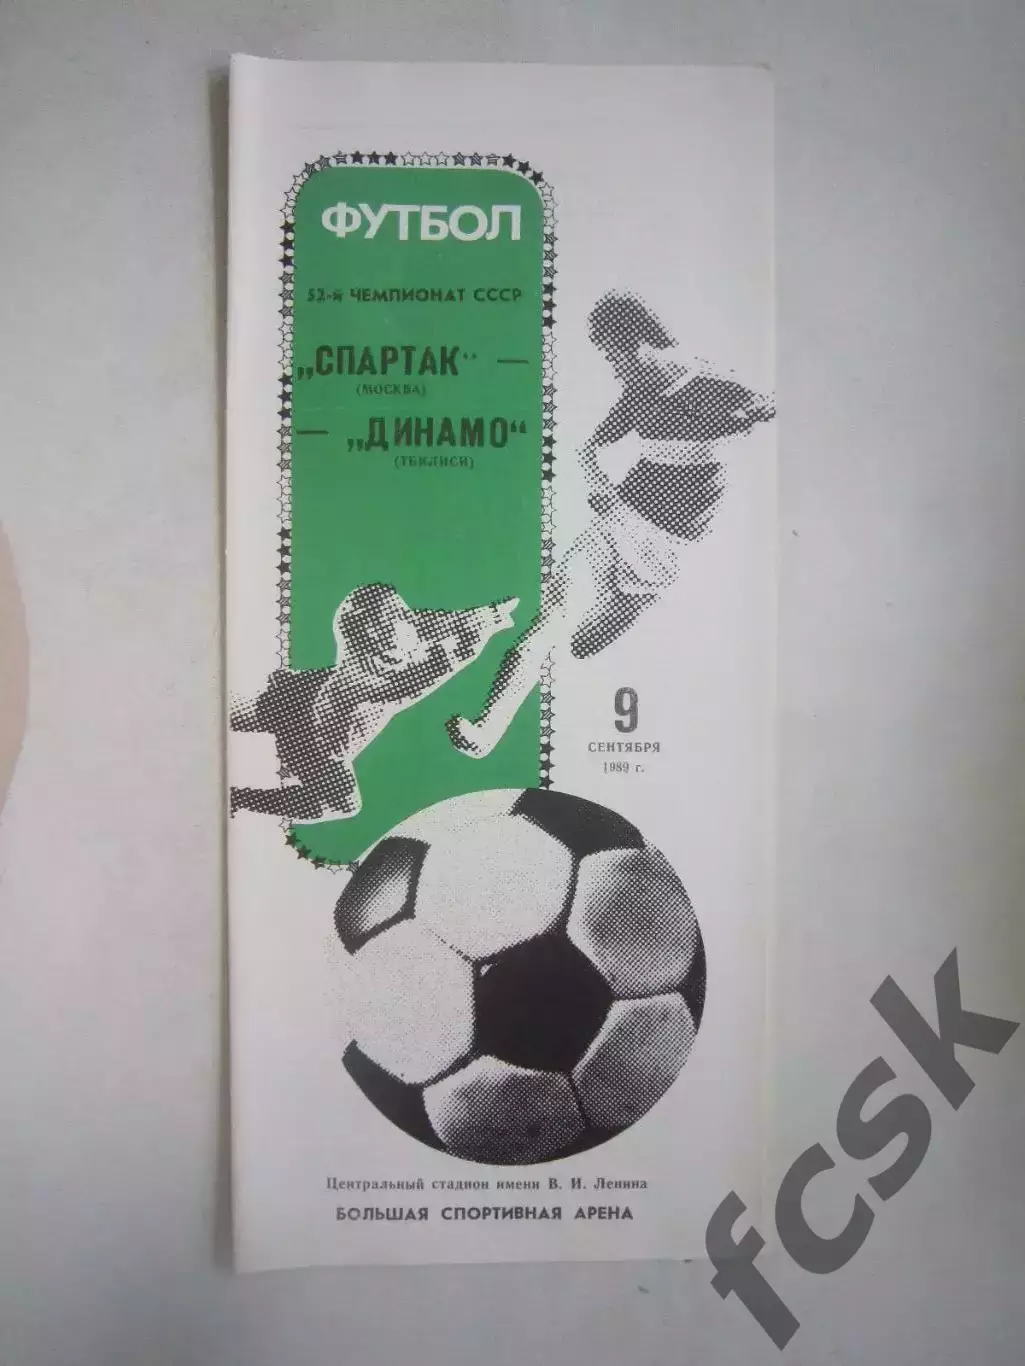 ФУТБОЛ
52-й ЧЕМПИОНАТ СССР
„СПАРТАК“ —
(МОСКВА)
— „ДИНАМО“
(ТБИЛИСИ)
9
СЕНТЯБРЯ
1989 г.
Центральный стадион имени В. И. Ленина
БОЛЬШАЯ СПОРТИВНАЯ АРЕНА
fcsk